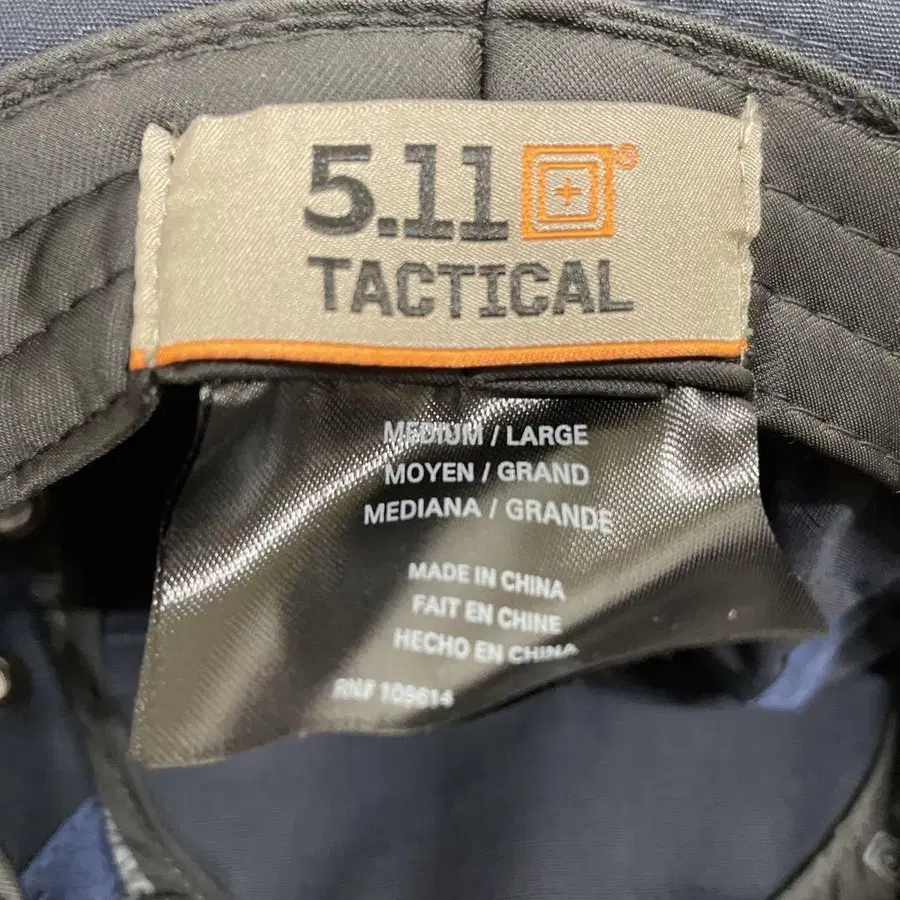 5.11®
TACTICAL
MEDIUM / LARGE
MOYEN / GRAND
MEDIANA / GRANDE
MADE IN CHINA
FAIT EN CHINE
HECHO EN CHINA
RN# 109614